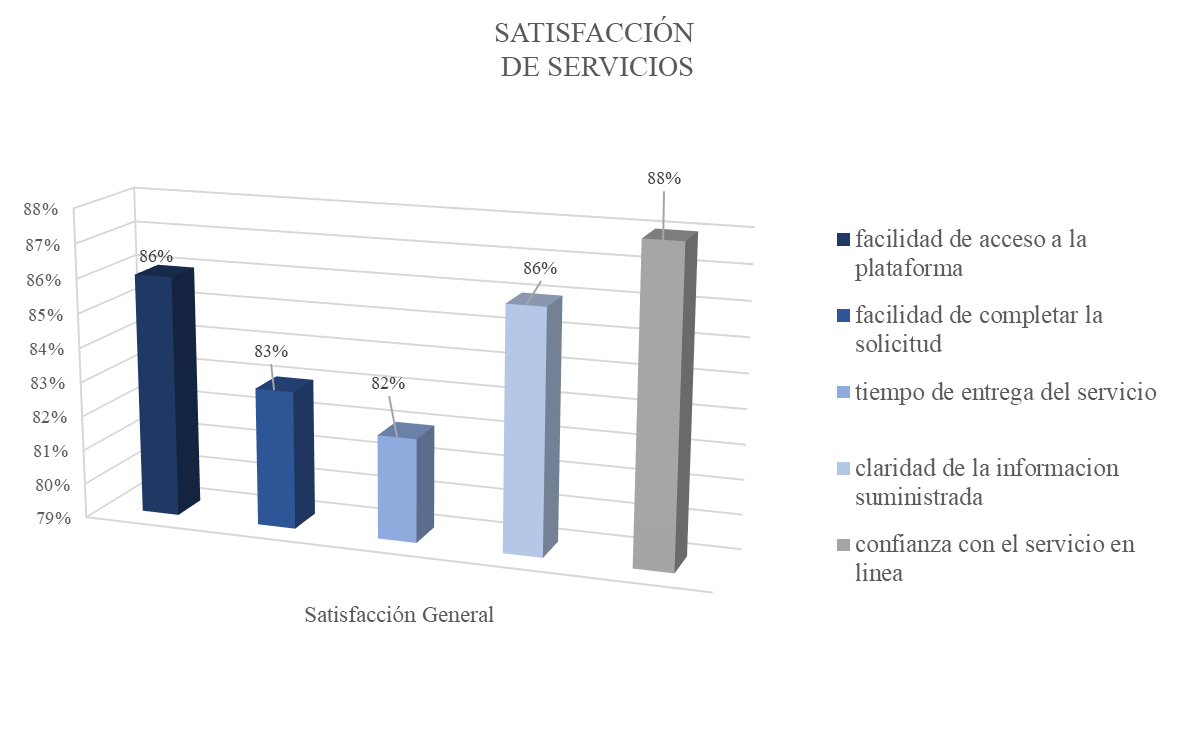 SATISFACCIÓN
DE SERVICIOS
88%
87%
86%
85%
84%
83%
82%
81%
80%
79%
86%
83%
82%
86%
88%
Satisfacción General
facilidad de acceso a la
plataforma
facilidad de completar la
solicitud
tiempo de entrega del servicio
claridad de la informacion
suministrada
confianza con el servicio en
linea